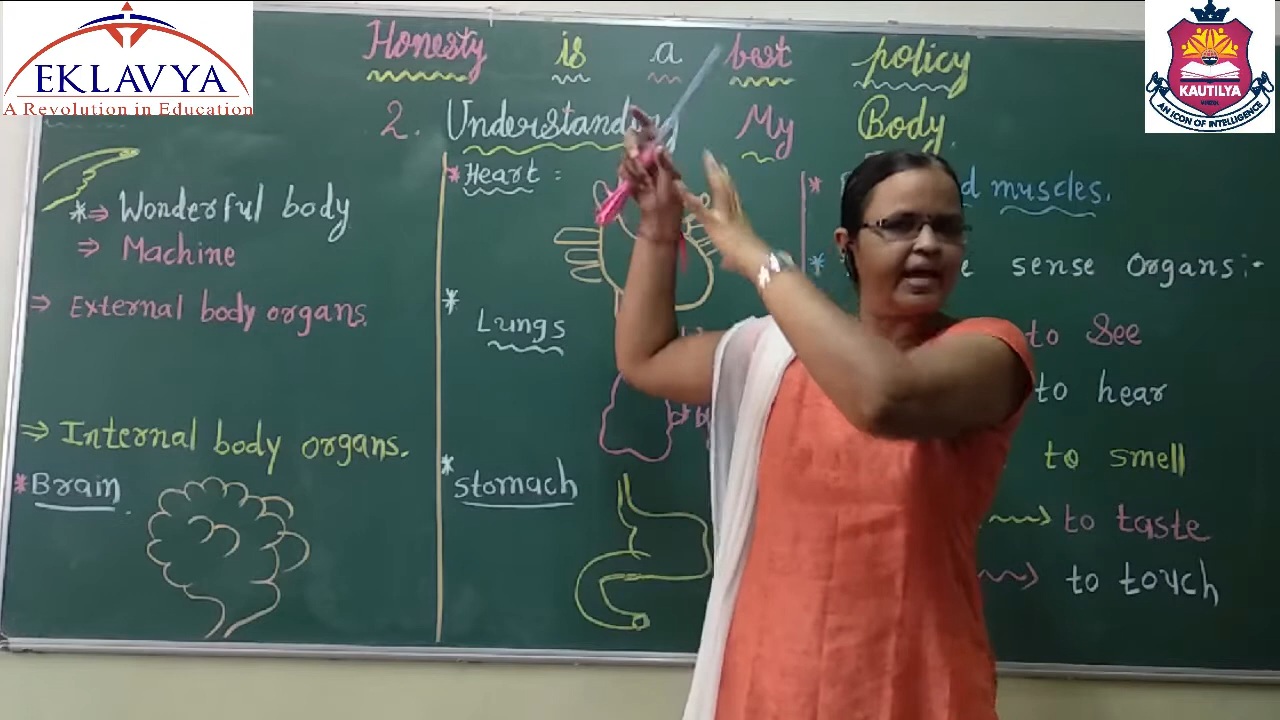 EKLAVYA
A Revolution in Education
KAUTILYA
AN ICON OF INTELLIGENCE
Honesty is a best policy
2. Understanding My Body.
* ⇒ Wonderful body
⇒ Machine
⇒ External body organs.
⇒ Internal body organs.
* Brain.
* Heart :
* Lungs
* stomach
* muscles.
* sense Organs:-
to See
to hear
to smell
to taste
to touch